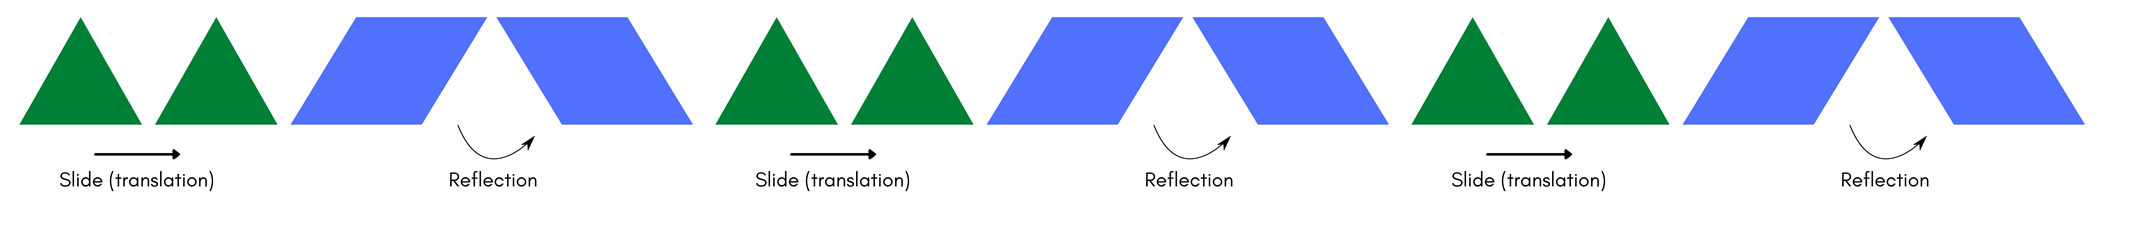 Slide (translation)
Reflection
Slide (translation)
Reflection
Slide (translation)
Reflection